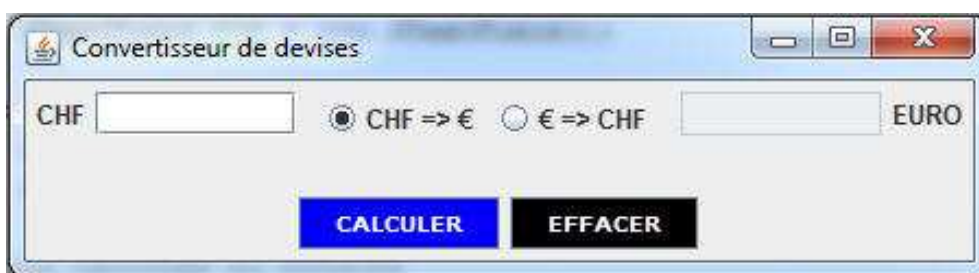 Convertisseur de devises
CHF CHF => € € => CHF EURO
CALCULER EFFACER